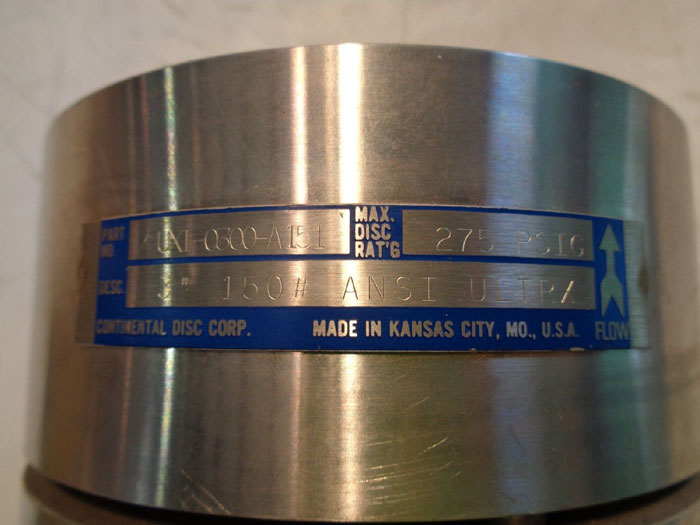 PART NO. MAX. DISC RAT'G 275 PSIG
DESC. 3" 150# ANSI
CONTINENTAL DISC CORP. MADE IN KANSAS CITY, MO., U.S.A. FLOW